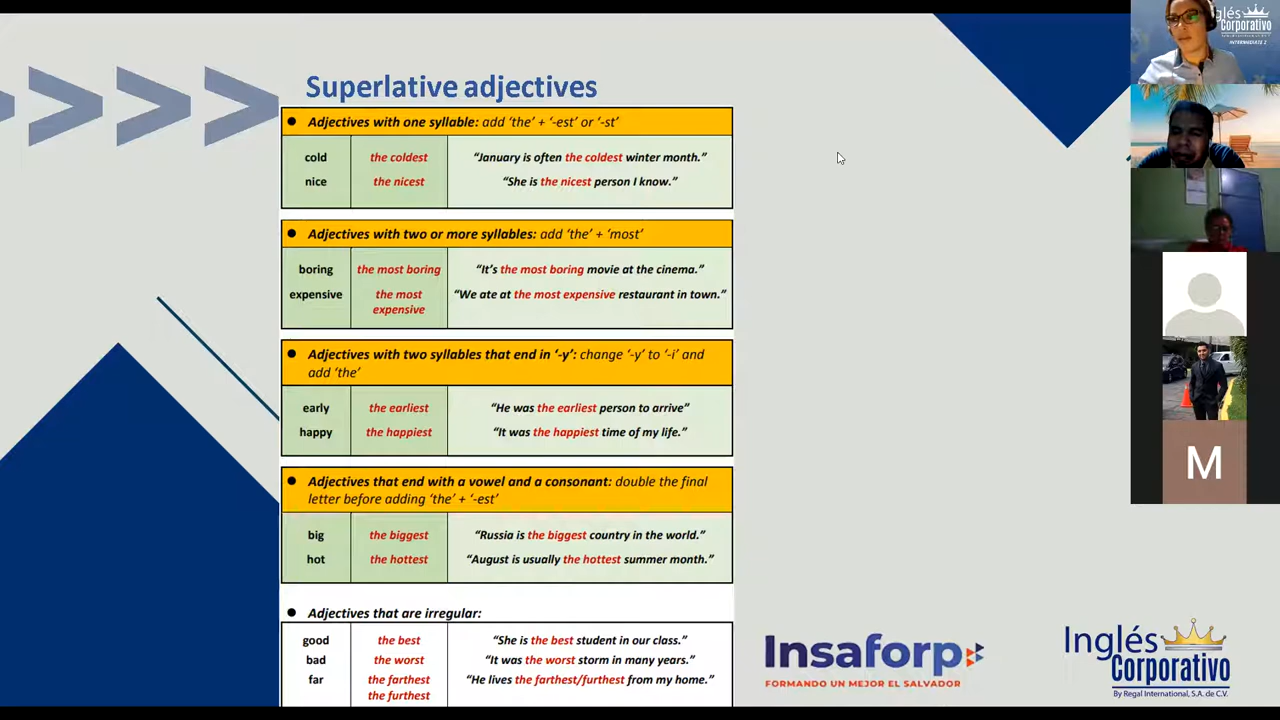 Superlative adjectives
● Adjectives with one syllable: add ‘the’ + ‘-est’ or ‘-st’
cold the coldest “January is often the coldest winter month.”
nice the nicest “She is the nicest person I know.”
● Adjectives with two or more syllables: add ‘the’ + ‘most’
boring the most boring “It’s the most boring movie at the cinema.”
expensive the most expensive “We ate at the most expensive restaurant in town.”
● Adjectives with two syllables that end in ‘-y’: change ‘-y’ to ‘-i’ and
add ‘the’
early the earliest “He was the earliest person to arrive”
happy the happiest “It was the happiest time of my life.”
● Adjectives that end with a vowel and a consonant: double the final
letter before adding ‘the’ + ‘-est’
big the biggest “Russia is the biggest country in the world.”
hot the hottest “August is usually the hottest summer month.”
● Adjectives that are irregular:
good the best “She is the best student in our class.”
bad the worst “It was the worst storm in many years.”
far the farthest “He lives the farthest/furthest from my home.”
the furthest
Insaforp
FORMANDO UN MEJOR EL SALVADOR
Inglés
Corporativo
By Regal International, S.A. de C.V.
glés
Corporativo
INTERMEDIATE 2
M